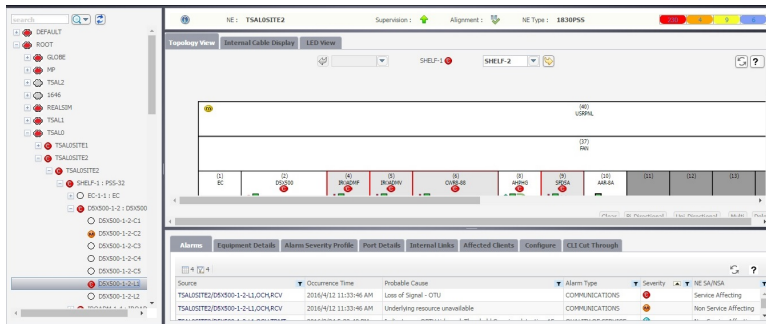 search
NE : TSAL0SITE2 Supervision : Alignment : NE Type : 1830PSS 4 9
DEFAULT
ROOT
GLOBE
MP
TSAL2
1646
REALSIM
TSAL1
TSAL0
TSAL0SITE1
TSAL0SITE2
TSAL0SITE2
SHELF-1 : PSS-32
EC-1-1 : EC
D5X500-1-2 : D5X500
D5X500-1-2-C1
D5X500-1-2-C2
D5X500-1-2-C3
D5X500-1-2-C4
D5X500-1-2-C5
D5X500-1-2-L1
D5X500-1-2-L2
Topology View Internal Cable Display LED View
SHELF-1 SHELF-2 ?
(40)
USRPNL
(37)
FAN
(1) (2) (4) (5) (6) (8) (9) (10) (11) (12) (13)
EC D5X500 IROADMF IROADMV CWR8-88 AHPHG SFD5A AAR-8A
Alarms Equipment Details Alarm Severity Profile Port Details Internal Links Affected Clients Configure CLI Cut Through
4 4 ?
Source Occurrence Time Probable Cause Alarm Type Severity NE SA/NSA
TSAL0SITE2/D5X500-1-2-L1,OCH,RCV 2016/4/12 11:33:46 AM Loss of Signal - OTU COMMUNICATIONS Service Affecting
TSAL0SITE2/D5X500-1-2-C2 2016/4/12 11:33:46 AM Underlying resource unavailable COMMUNICATIONS Non Service Affecting